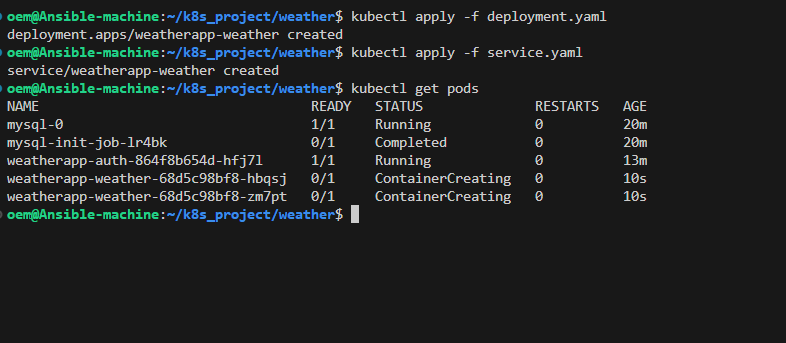 oem@Ansible-machine:~/k8s_project/weather$ kubectl apply -f deployment.yaml
deployment.apps/weatherapp-weather created
oem@Ansible-machine:~/k8s_project/weather$ kubectl apply -f service.yaml
service/weatherapp-weather created
oem@Ansible-machine:~/k8s_project/weather$ kubectl get pods
NAME READY STATUS RESTARTS AGE
mysql-0 1/1 Running 0 20m
mysql-init-job-lr4bk 0/1 Completed 0 20m
weatherapp-auth-864f8b654d-hfj7l 1/1 Running 0 13m
weatherapp-weather-68d5c98bf8-hbqsj 0/1 ContainerCreating 0 10s
weatherapp-weather-68d5c98bf8-zm7pt 0/1 ContainerCreating 0 10s
oem@Ansible-machine:~/k8s_project/weather$